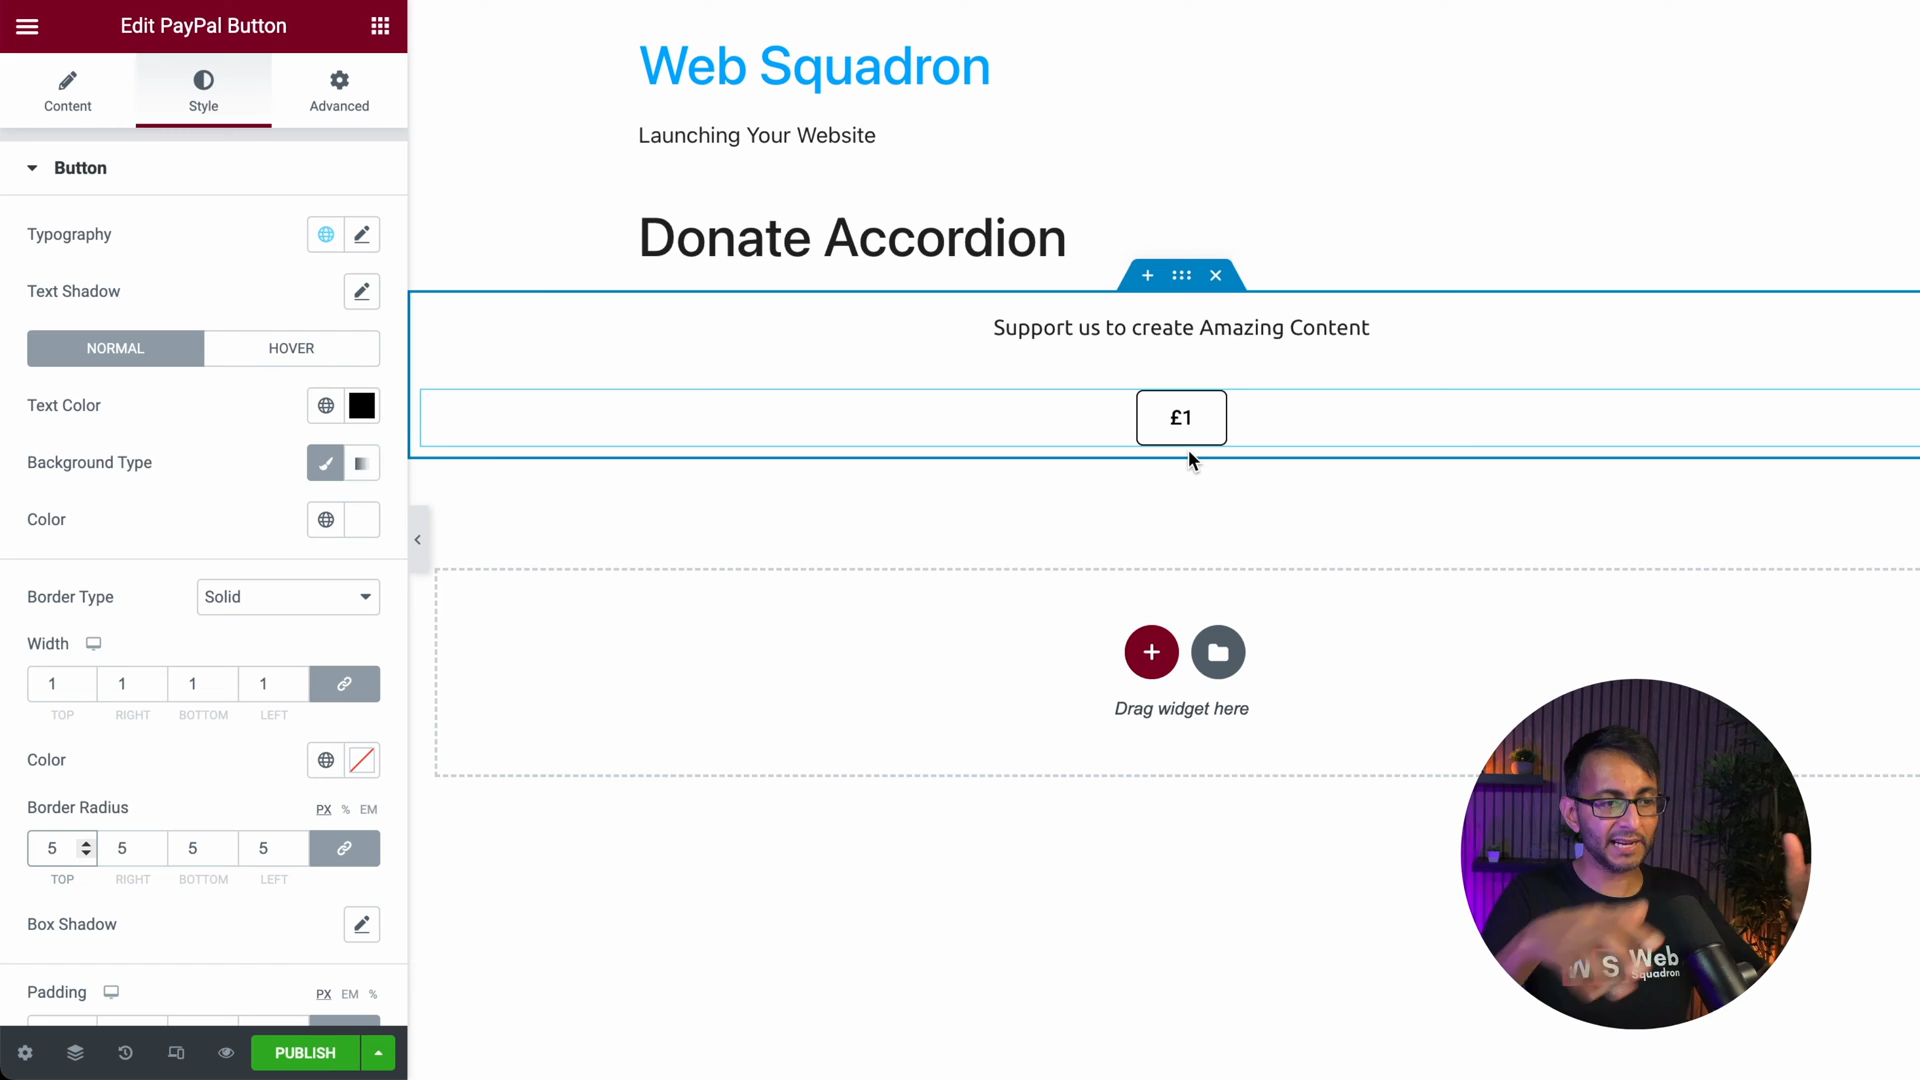 Edit PayPal Button
Content
Style
Advanced
Button
Typography
Text Shadow
NORMAL
HOVER
Text Color
Background Type
Color
Border Type
Solid
Width
1 1 1 1
TOP RIGHT BOTTOM LEFT
Color
Border Radius
PX % EM
5 5 5 5
TOP RIGHT BOTTOM LEFT
Box Shadow
Padding
PX EM %
PUBLISH
Web Squadron
Launching Your Website
Donate Accordion
Support us to create Amazing Content
£1
Drag widget here
W S Web
Squadron